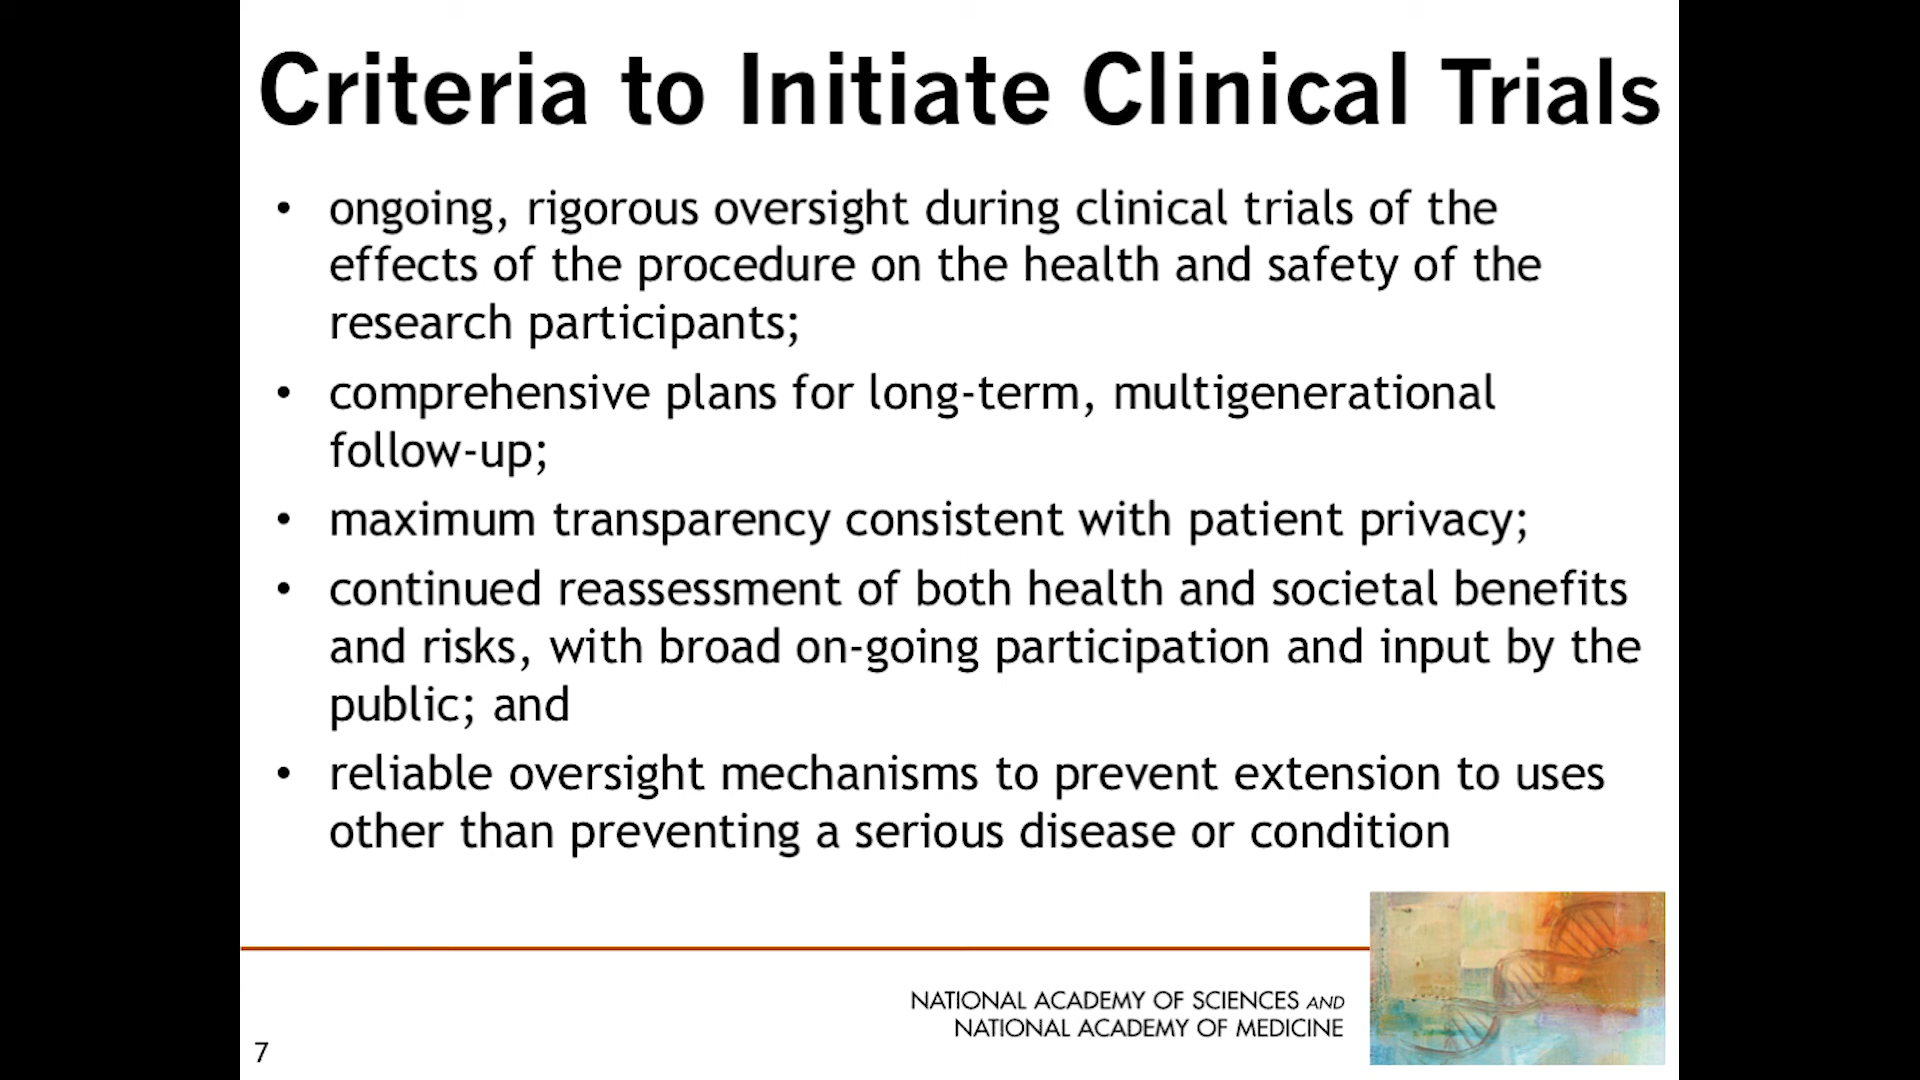 Criteria to Initiate Clinical Trials
• ongoing, rigorous oversight during clinical trials of the
effects of the procedure on the health and safety of the
research participants;
• comprehensive plans for long-term, multigenerational
follow-up;
• maximum transparency consistent with patient privacy;
• continued reassessment of both health and societal benefits
and risks, with broad on-going participation and input by the
public; and
• reliable oversight mechanisms to prevent extension to uses
other than preventing a serious disease or condition
NATIONAL ACADEMY OF SCIENCES AND
NATIONAL ACADEMY OF MEDICINE
7